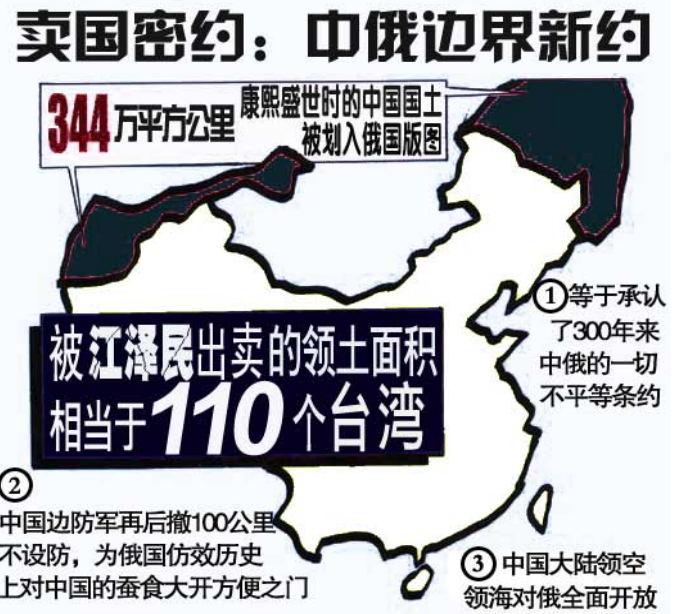 卖国密约：中俄边界新约
344万平方公里
康熙盛世时的中国国土
被划入俄国版图
①等于承认
了300年来
中俄的一切
不平等条约
被江泽民出卖的领土面积
相当于110个台湾
②
中国边防军再后撤100公里
不设防，为俄国仿效历史
上对中国的蚕食大开方便之门
③中国大陆领空
领海对俄全面开放